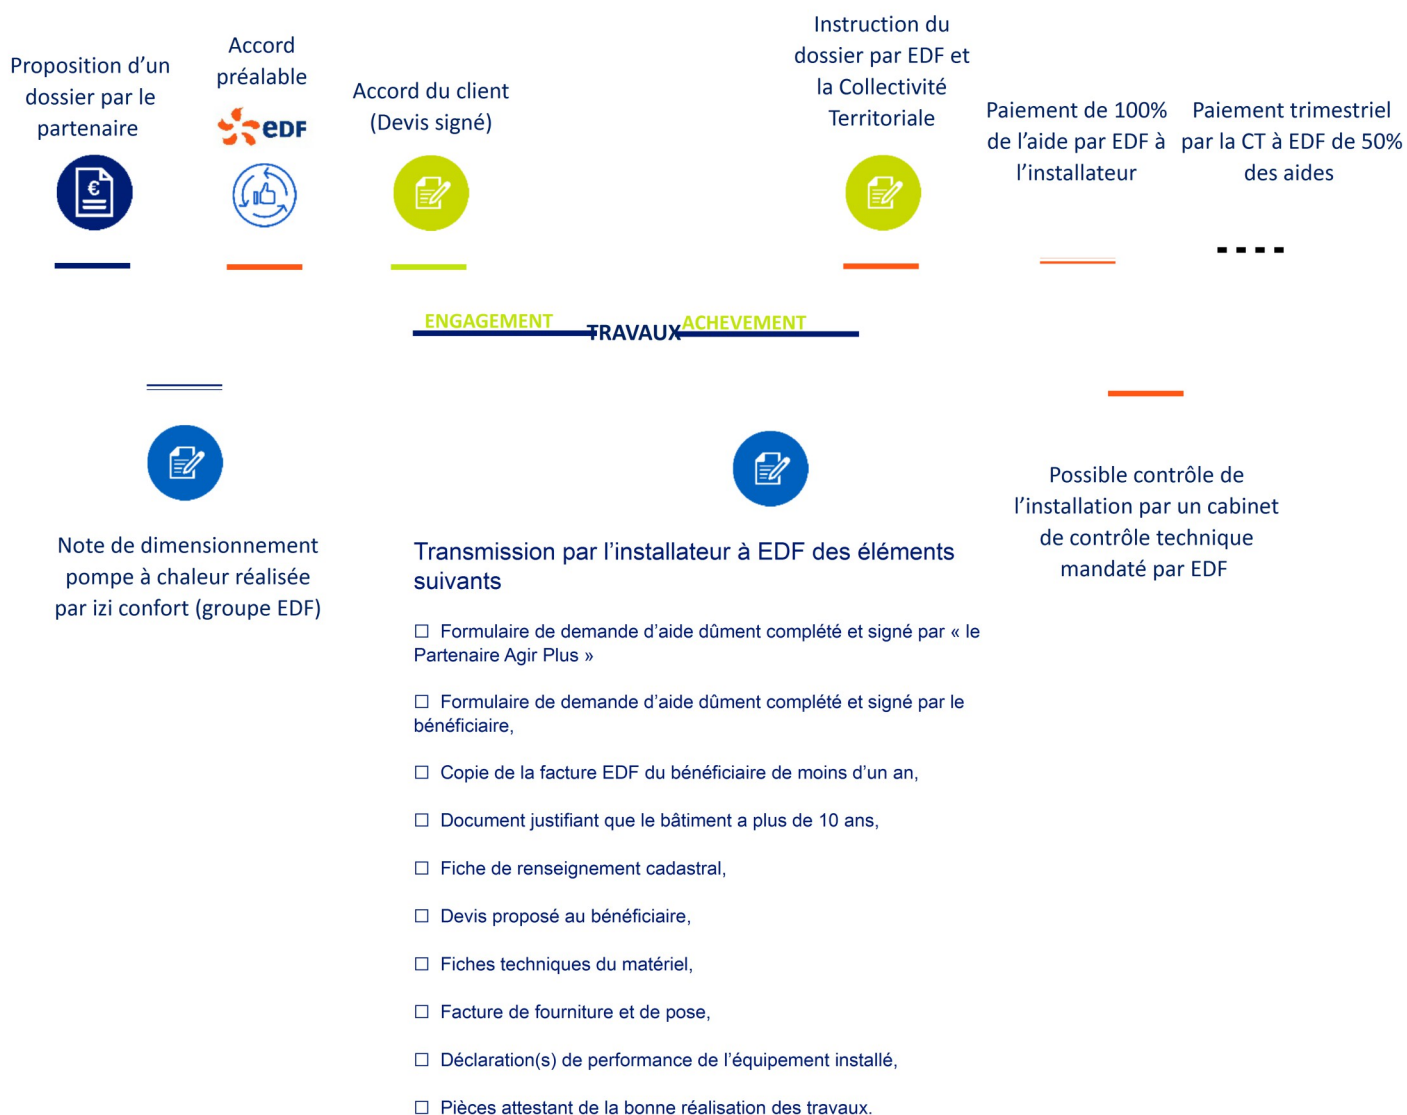 Proposition d’un
dossier par le
partenaire
Accord
préalable
edf
Accord du client
(Devis signé)
Instruction du
dossier par EDF et
la Collectivité
Territoriale
Paiement de 100%
de l’aide par EDF à
l’installateur
Paiement trimestriel
par la CT à EDF de 50%
des aides
€
ENGAGEMENT
TRAVAUX
ACHEVEMENT
Note de dimensionnement
pompe à chaleur réalisée
par izi confort (groupe EDF)
Transmission par l’installateur à EDF des éléments
suivants
☐ Formulaire de demande d’aide dûment complété et signé par « le
Partenaire Agir Plus »
☐ Formulaire de demande d’aide dûment complété et signé par le
bénéficiaire,
☐ Copie de la facture EDF du bénéficiaire de moins d’un an,
☐ Document justifiant que le bâtiment a plus de 10 ans,
☐ Fiche de renseignement cadastral,
☐ Devis proposé au bénéficiaire,
☐ Fiches techniques du matériel,
☐ Facture de fourniture et de pose,
☐ Déclaration(s) de performance de l’équipement installé,
☐ Pièces attestant de la bonne réalisation des travaux.
Possible contrôle de
l’installation par un cabinet
de contrôle technique
mandaté par EDF